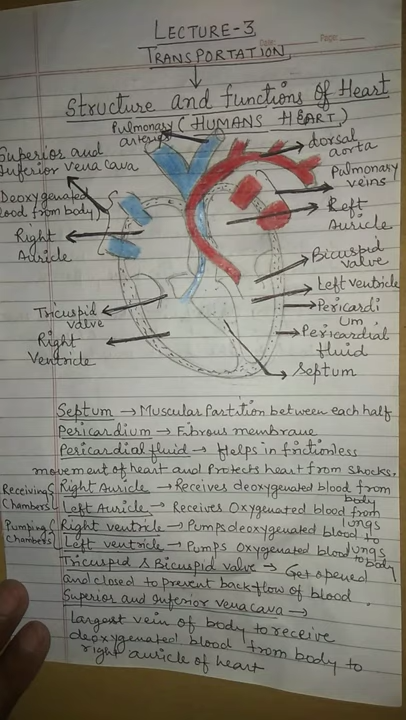 LECTURE-3
TRANSPORTATION
Date: Page:
Structure and functions of Heart
(HUMANS HEART)
Pulmonary
arteries
dorsal
aorta
Superior and
Inferior vena cava
Pulmonary
veins
Deoxygenated
blood from body
Left
Auricle
Right
Auricle
Bicuspid
valve
Left ventricle
Tricuspid
valve
Pericardi
um
Right
Ventricle
Pericardial
fluid
Septum
Septum → Muscular Partition between each half
Pericardium → Fibrous membrane
Pericardial fluid → Helps in frictionless
movement of heart and Protects heart from shocks.
Receiving Chambers { Right Auricle → Receives deoxygenated blood from body
Left Auricle → Receives Oxygenated blood from lungs
Pumping Chambers { Right ventricle → Pumps deoxygenated blood to lungs
Left ventricle → Pumps Oxygenated blood to body
Tricuspid & Bicuspid valve → Get opened
and closed to prevent backflow of blood.
Superior and Inferior venacava →
Largest vein of body to receive
deoxygenated blood from body to
right auricle of heart